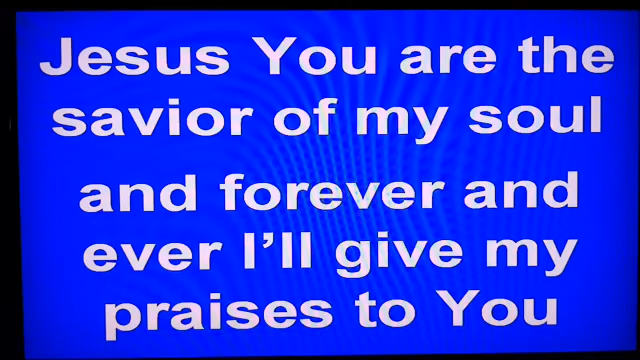 Jesus You are the
savior of my soul
and forever and
ever I'll give my
praises to You